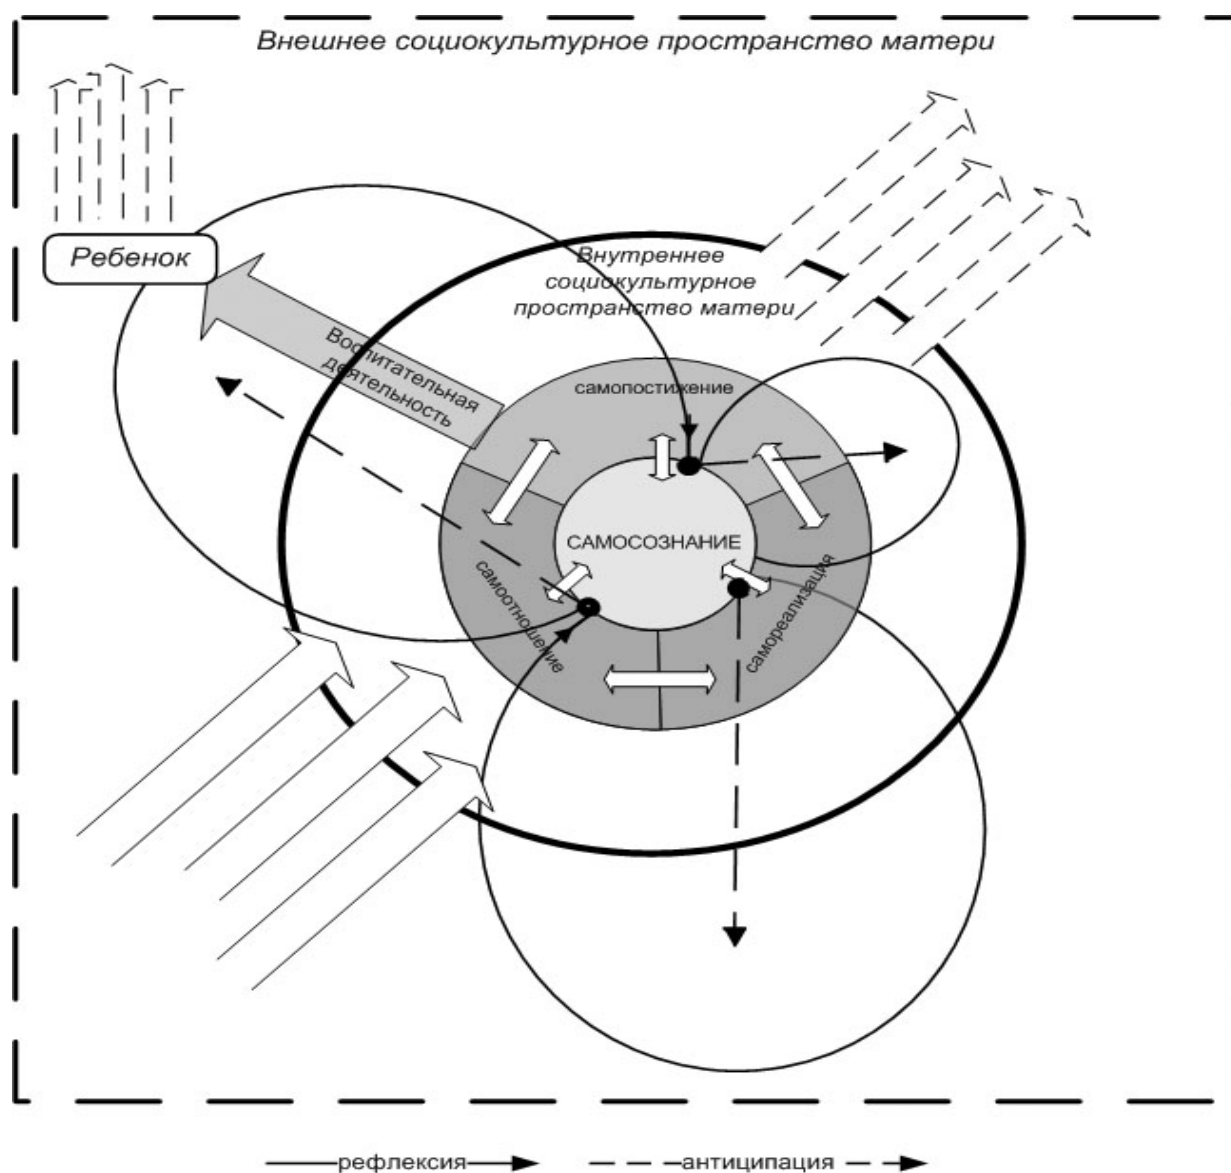 Внешнее социокультурное пространство матери
Ребенок
Внутреннее
социокультурное
пространство матери
Воспитательная
деятельность
самопостижение
САМОСОЗНАНИЕ
самоотношение
самореализация
рефлексия
антиципация